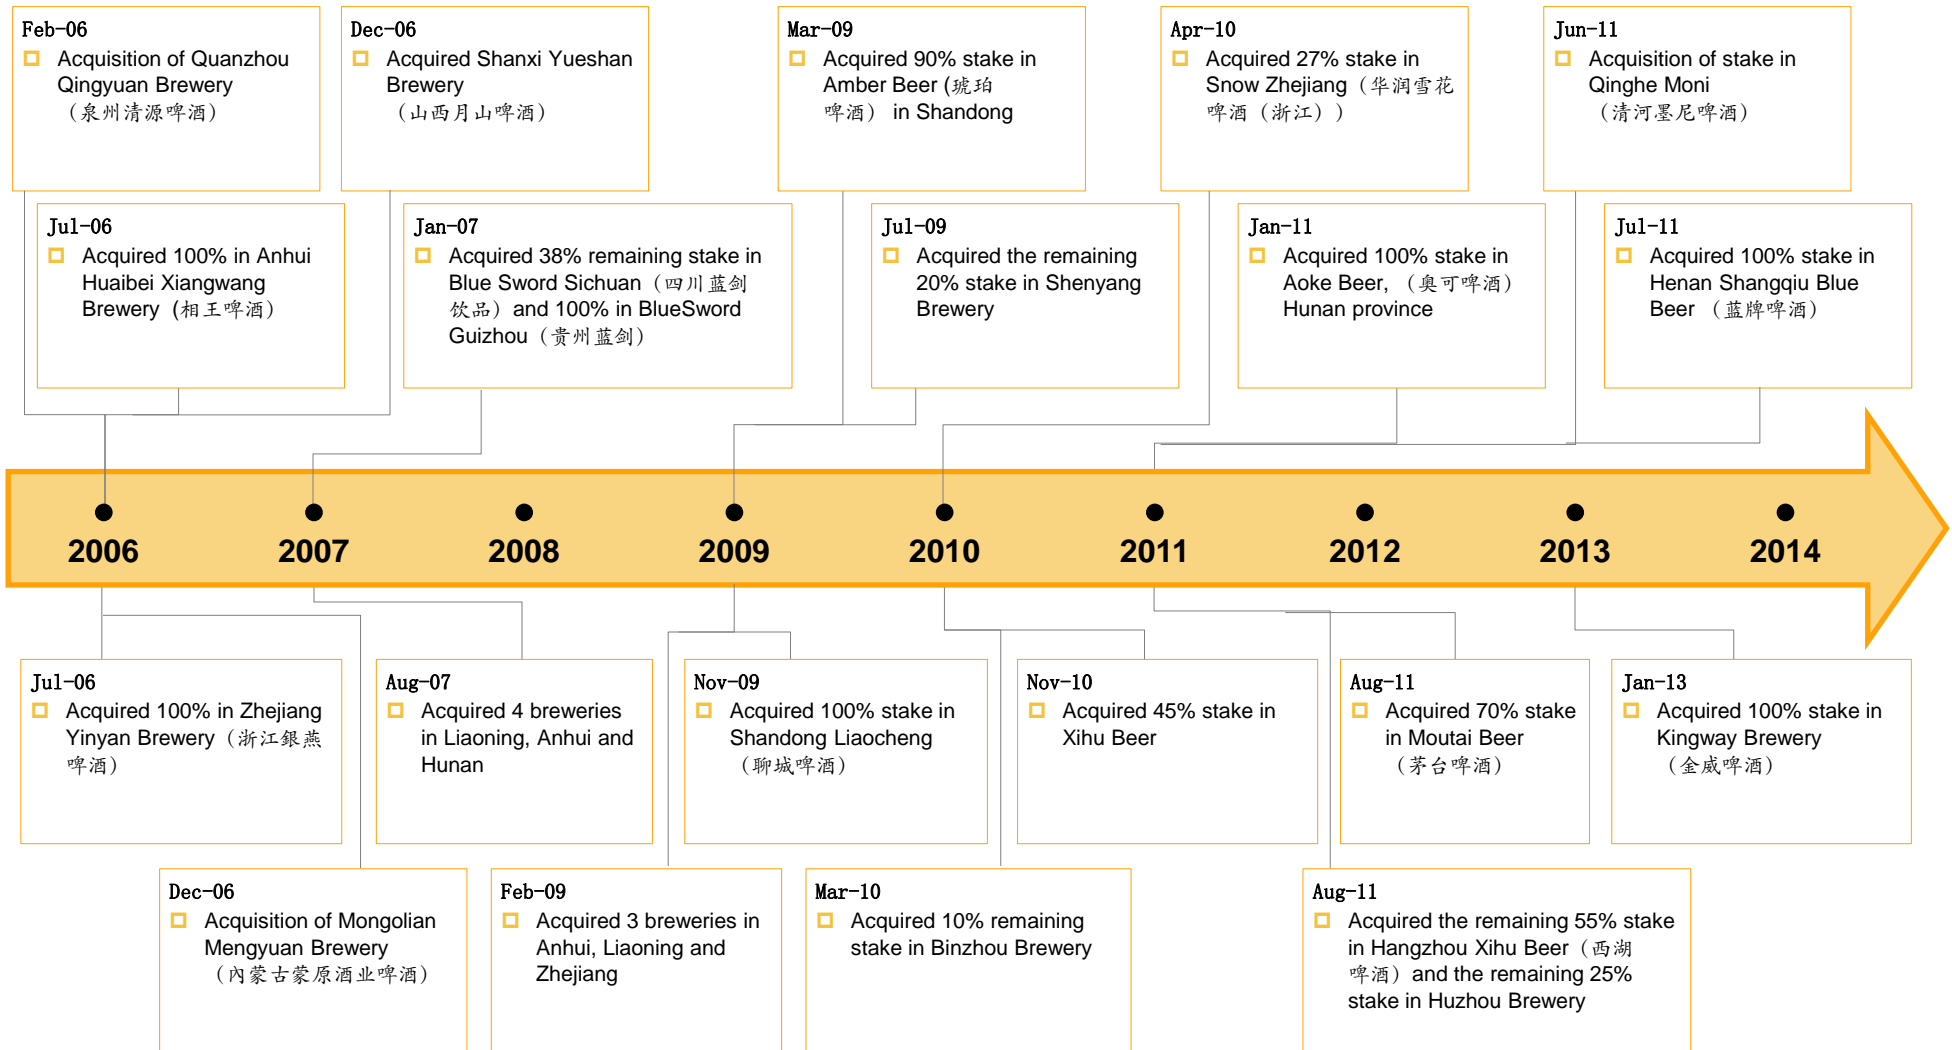 Feb-06
Acquisition of Quanzhou
Qingyuan Brewery
（泉州清源啤酒）
Dec-06
Acquired Shanxi Yueshan
Brewery
（山西月山啤酒）
Mar-09
Acquired 90% stake in
Amber Beer (琥珀
啤酒） in Shandong
Apr-10
Acquired 27% stake in
Snow Zhejiang（华润雪花
啤酒（浙江））
Jun-11
Acquisition of stake in
Qinghe Moni
（清河墨尼啤酒）
Jul-06
Acquired 100% in Anhui
Huaibei Xiangwang
Brewery (相王啤酒）
Jan-07
Acquired 38% remaining stake in
Blue Sword Sichuan（四川蓝剑
饮品）and 100% in BlueSword
Guizhou（贵州蓝剑）
Jul-09
Acquired the remaining
20% stake in Shenyang
Brewery
Jan-11
Acquired 100% stake in
Aoke Beer, （奥可啤酒）
Hunan province
Jul-11
Acquired 100% stake in
Henan Shangqiu Blue
Beer （蓝牌啤酒）
2006
2007
2008
2009
2010
2011
2012
2013
2014
Jul-06
Acquired 100% in Zhejiang
Yinyan Brewery（浙江銀燕
啤酒）
Aug-07
Acquired 4 breweries
in Liaoning, Anhui and
Hunan
Nov-09
Acquired 100% stake in
Shandong Liaocheng
（聊城啤酒）
Nov-10
Acquired 45% stake in
Xihu Beer
Aug-11
Acquired 70% stake
in Moutai Beer
（茅台啤酒）
Jan-13
Acquired 100% stake in
Kingway Brewery
（金威啤酒）
Dec-06
Acquisition of Mongolian
Mengyuan Brewery
（內蒙古蒙原酒业啤酒）
Feb-09
Acquired 3 breweries in
Anhui, Liaoning and
Zhejiang
Mar-10
Acquired 10% remaining
stake in Binzhou Brewery
Aug-11
Acquired the remaining 55% stake
in Hangzhou Xihu Beer（西湖
啤酒）and the remaining 25%
stake in Huzhou Brewery